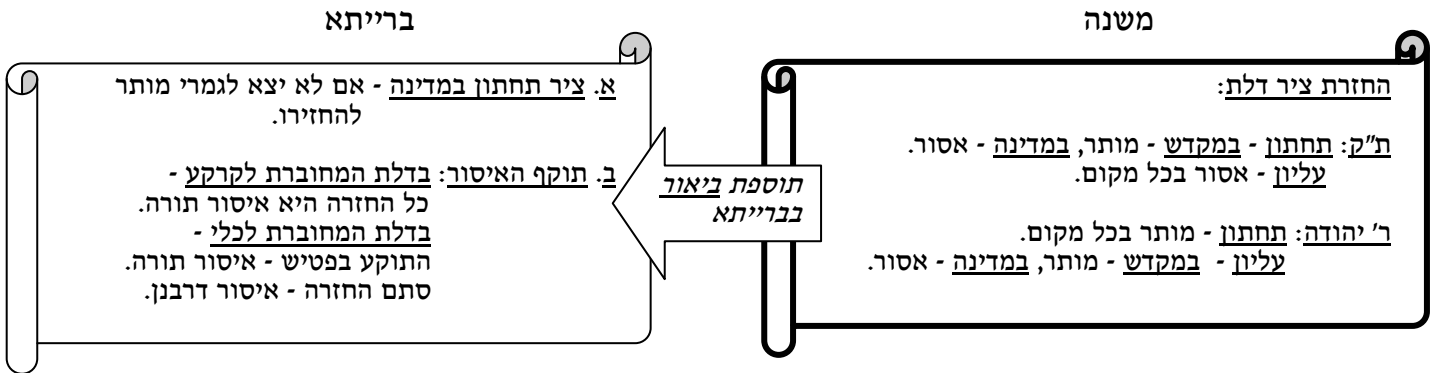 משנה
החזרת ציר דלת:
ת"ק: תחתון - במקדש - מותר, במדינה - אסור.
עליון - אסור בכל מקום.
ר' יהודה: תחתון - מותר בכל מקום.
עליון - במקדש - מותר, במדינה - אסור.
תוספת ביאור
בברייתא
ברייתא
א. ציר תחתון במדינה - אם לא יצא לגמרי מותר
להחזירו.
ב. תוקף האיסור: בדלת המחוברת לקרקע -
כל החזרה היא איסור תורה.
בדלת המחוברת לכלי -
התוקע בפטיש - איסור תורה.
סתם החזרה - איסור דרבנן.